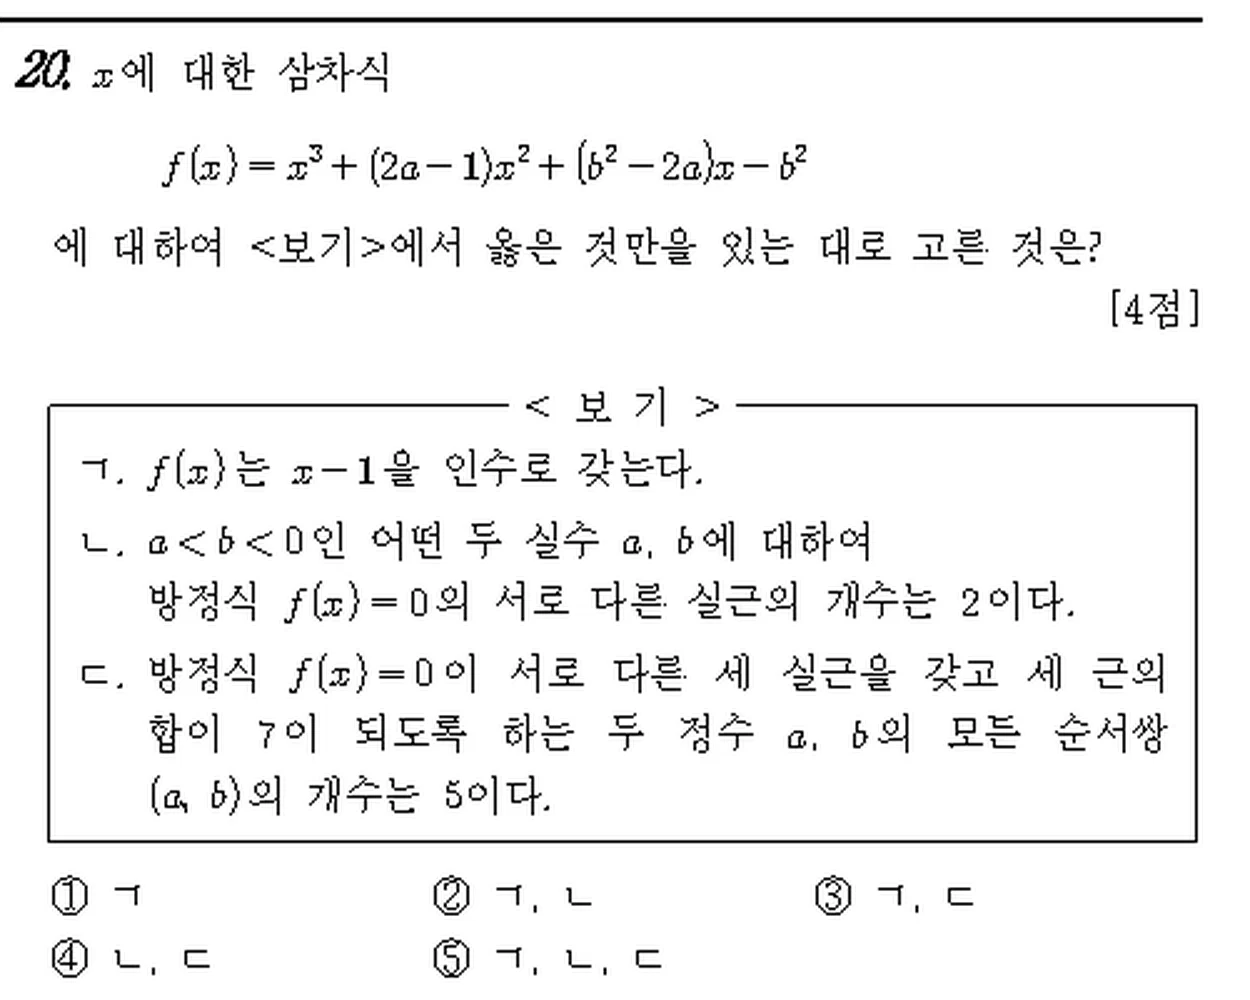 20. x에 대한 삼차식
f(x)=x³+(2a-1)x²+(b²-2a)x-b²
에 대하여 <보기>에서 옳은 것만을 있는 대로 고른 것은?
[4점]
< 보 기 >
ㄱ. f(x)는 x-1을 인수로 갖는다.
ㄴ. a<b<0인 어떤 두 실수 a, b에 대하여
방정식 f(x)=0의 서로 다른 실근의 개수는 2이다.
ㄷ. 방정식 f(x)=0이 서로 다른 세 실근을 갖고 세 근의
합이 7이 되도록 하는 두 정수 a, b의 모든 순서쌍
(a, b)의 개수는 5이다.
① ㄱ ② ㄱ, ㄴ ③ ㄱ, ㄷ
④ ㄴ, ㄷ ⑤ ㄱ, ㄴ, ㄷ